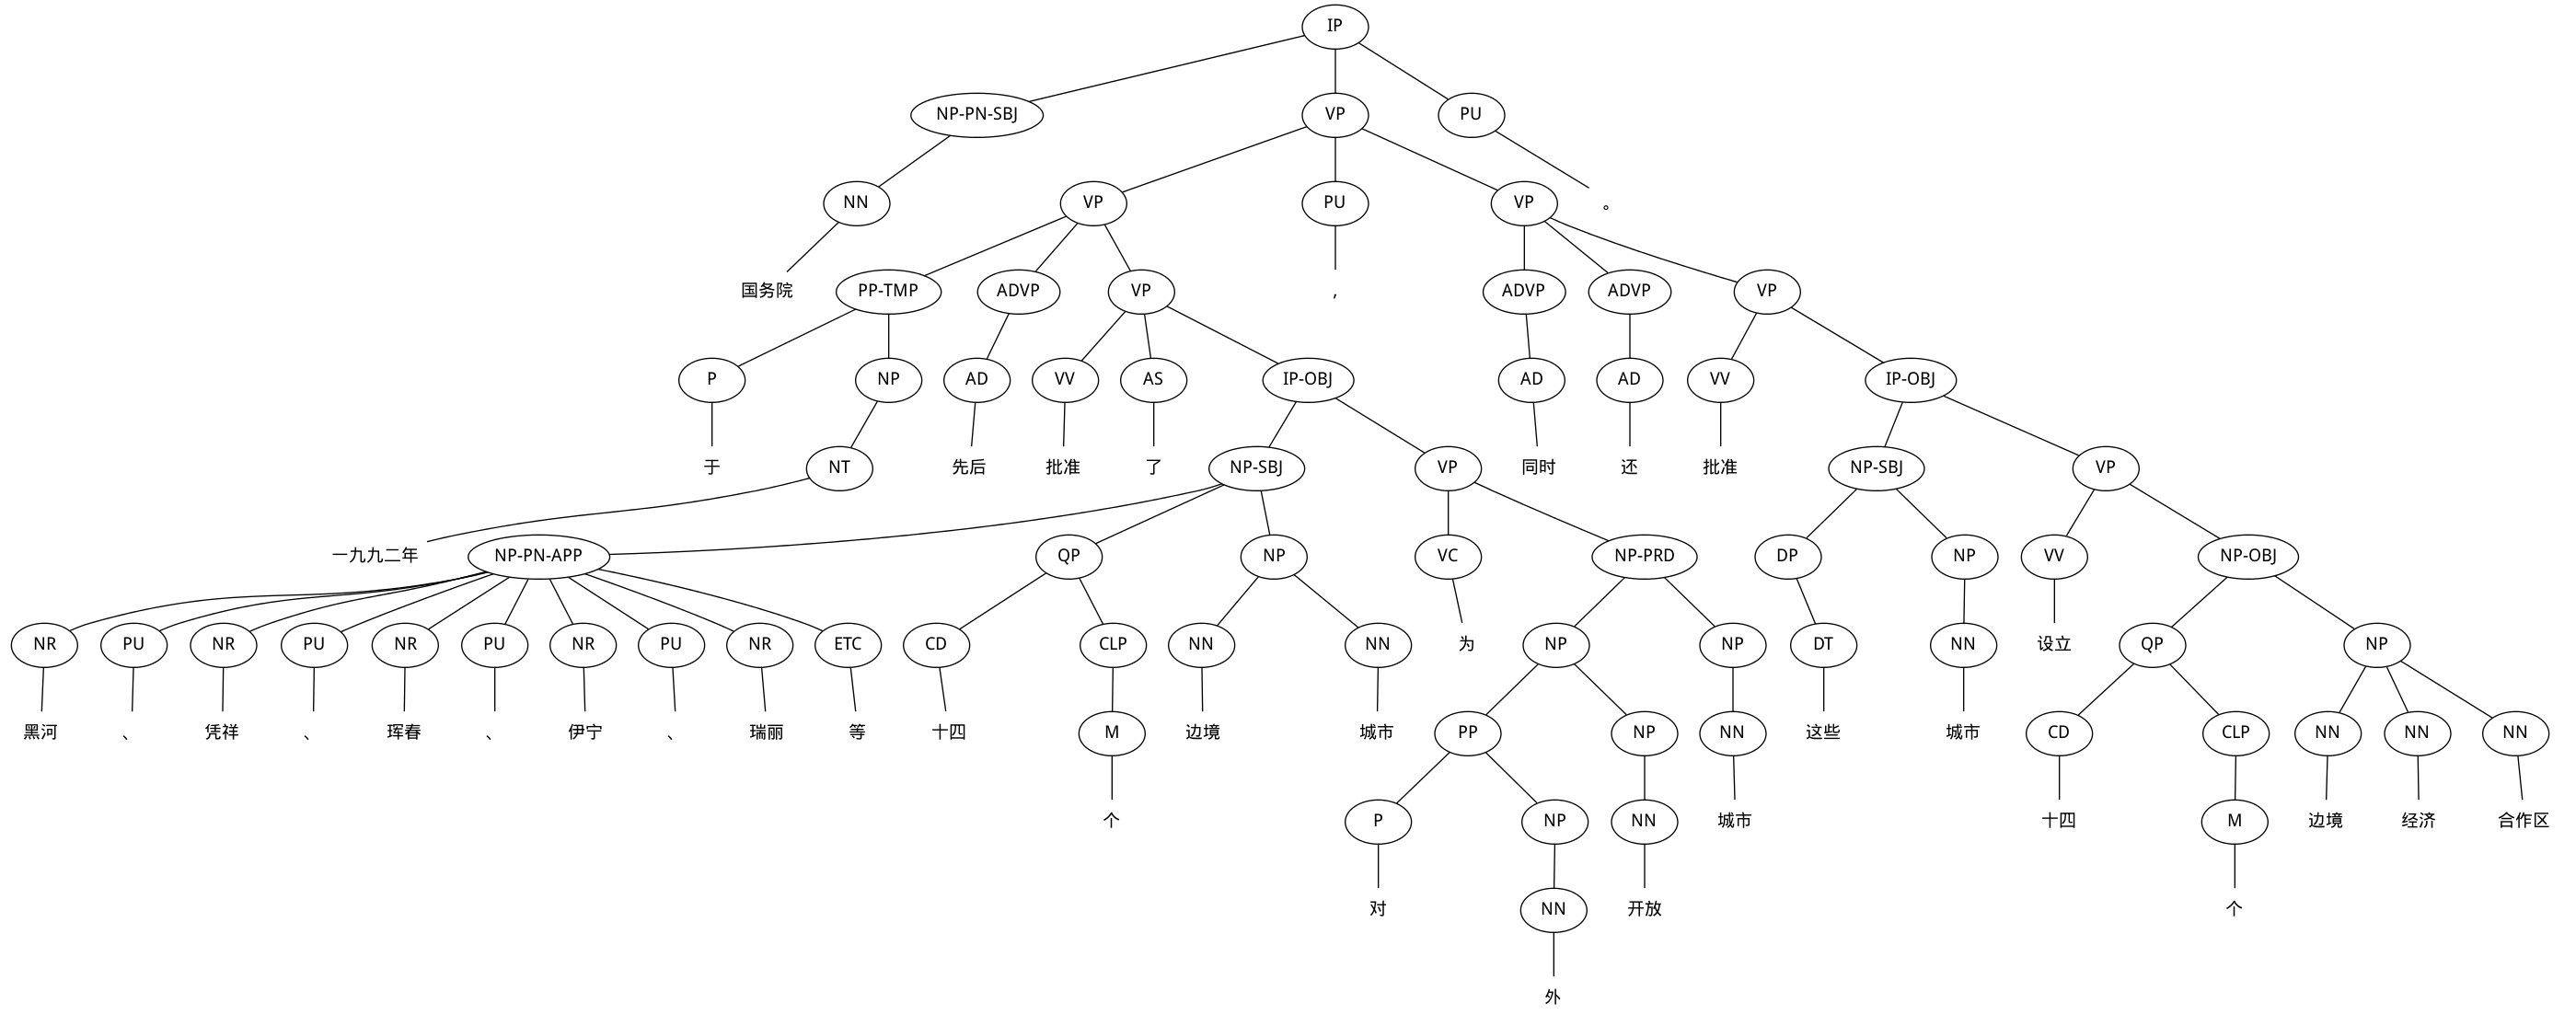 IP
NP-PN-SBJ VP PU
NN VP PU VP 。
国务院 PP-TMP ADVP VP , ADVP ADVP VP
P NP AD VV AS IP-OBJ AD AD VV IP-OBJ
于 NT 先后 批准 了 NP-SBJ VP 同时 还 批准 NP-SBJ VP
一九九二年 NP-PN-APP QP NP VC NP-PRD DP NP VV NP-OBJ
NR PU NR PU NR PU NR PU NR ETC CD CLP NN NN 为 NP NP DT NN 设立 QP NP
黑河 、 凭祥 、 珲春 、 伊宁 、 瑞丽 等 十四 M 边境 城市 PP NP NN 这些 城市 CD CLP NN NN NN
个 P NP NN 城市 十四 M 边境 经济 合作区
对 NN 开放 个
外